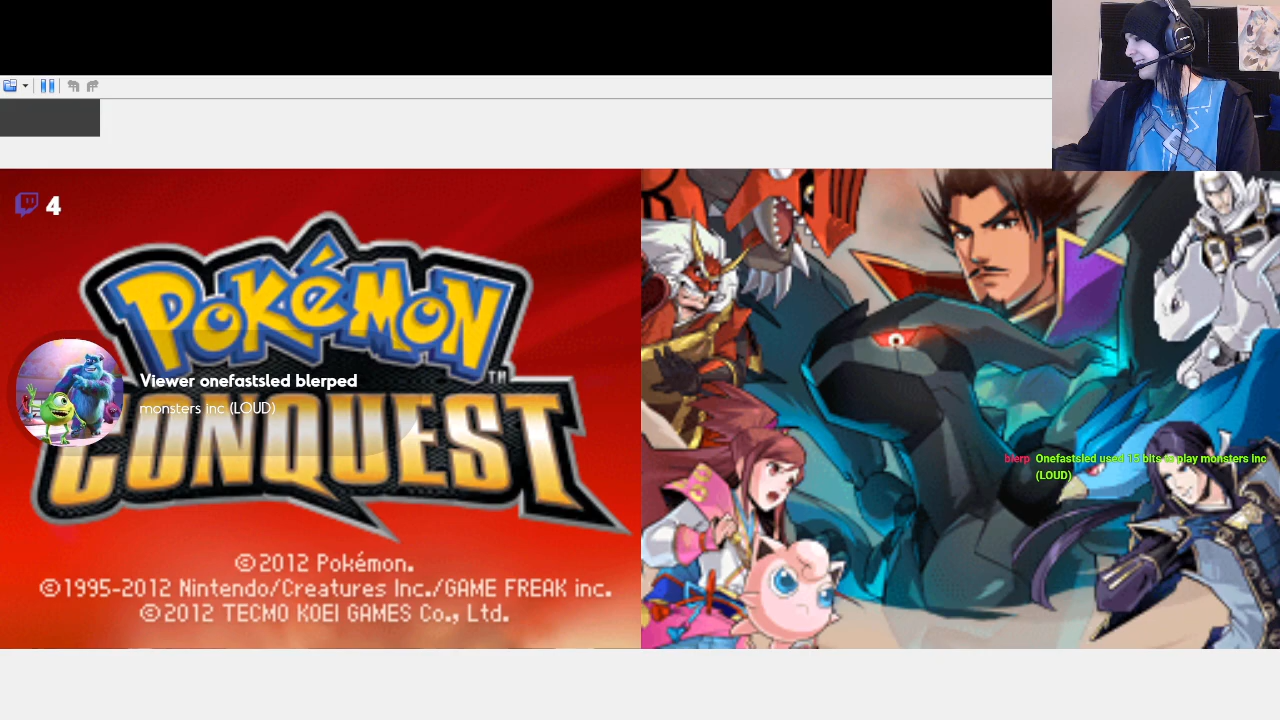 4
POKÉMON
TM
CONQUEST
Viewer onefastsled blerped
monsters inc (LOUD)
blerp Onefastsled used 15 bits to play monsters inc
(LOUD)
©2012 Pokémon.
©1995-2012 Nintendo/Creatures Inc./GAME FREAK inc.
©2012 TECMO KOEI GAMES Co., Ltd.